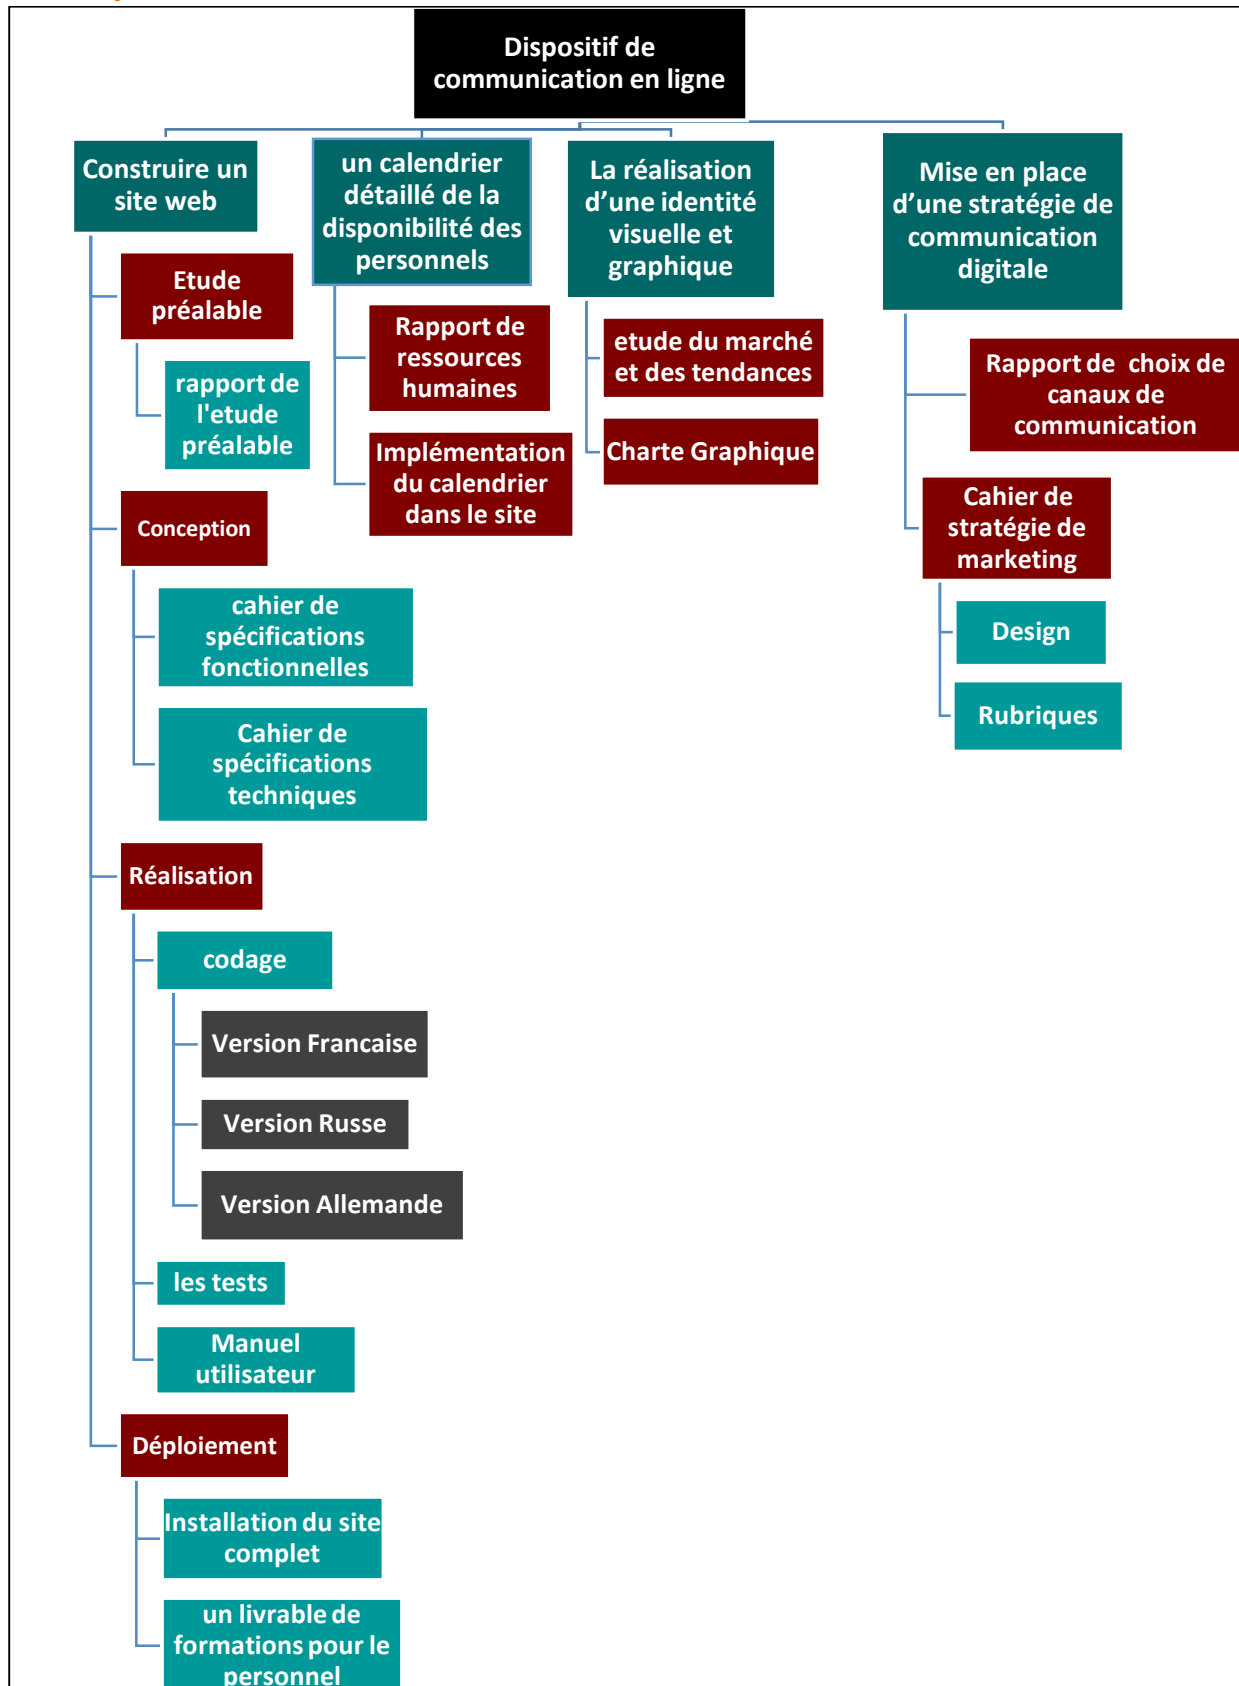 Dispositif de
communication en ligne
Construire un
site web
Etude
préalable
rapport de
l'etude
préalable
Conception
cahier de
spécifications
fonctionnelles
Cahier de
spécifications
techniques
Réalisation
codage
Version Francaise
Version Russe
Version Allemande
les tests
Manuel
utilisateur
Déploiement
Installation du site
complet
un livrable de
formations pour le
personnel
un calendrier
détaillé de la
disponibilité des
personnels
Rapport de
ressources
humaines
Implémentation
du calendrier
dans le site
La réalisation
d’une identité
visuelle et
graphique
etude du marché
et des tendances
Charte Graphique
Mise en place
d’une stratégie de
communication
digitale
Rapport de choix de
canaux de
communication
Cahier de
stratégie de
marketing
Design
Rubriques